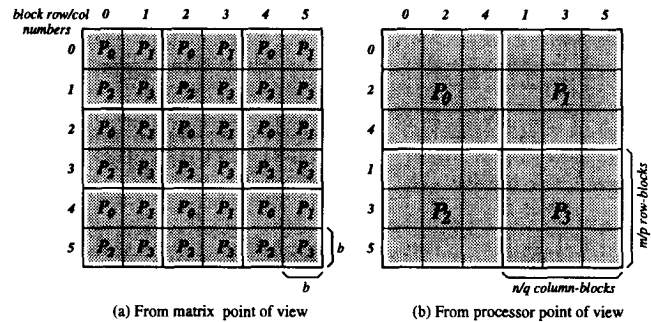 block row/col numbers
0 1 2 3 4 5
0 P0 P1 P0 P1 P0 P1
1 P2 P3 P2 P3 P2 P3
2 P0 P1 P0 P1 P0 P1
3 P2 P3 P2 P3 P2 P3
4 P0 P1 P0 P1 P0 P1
5 P2 P3 P2 P3 P2 P3
b
b
(a) From matrix point of view
0 2 4 1 3 5
0
2 P0 P1
4
1
3 P2 P3
5
m/p row-blocks
n/q column-blocks
(b) From processor point of view